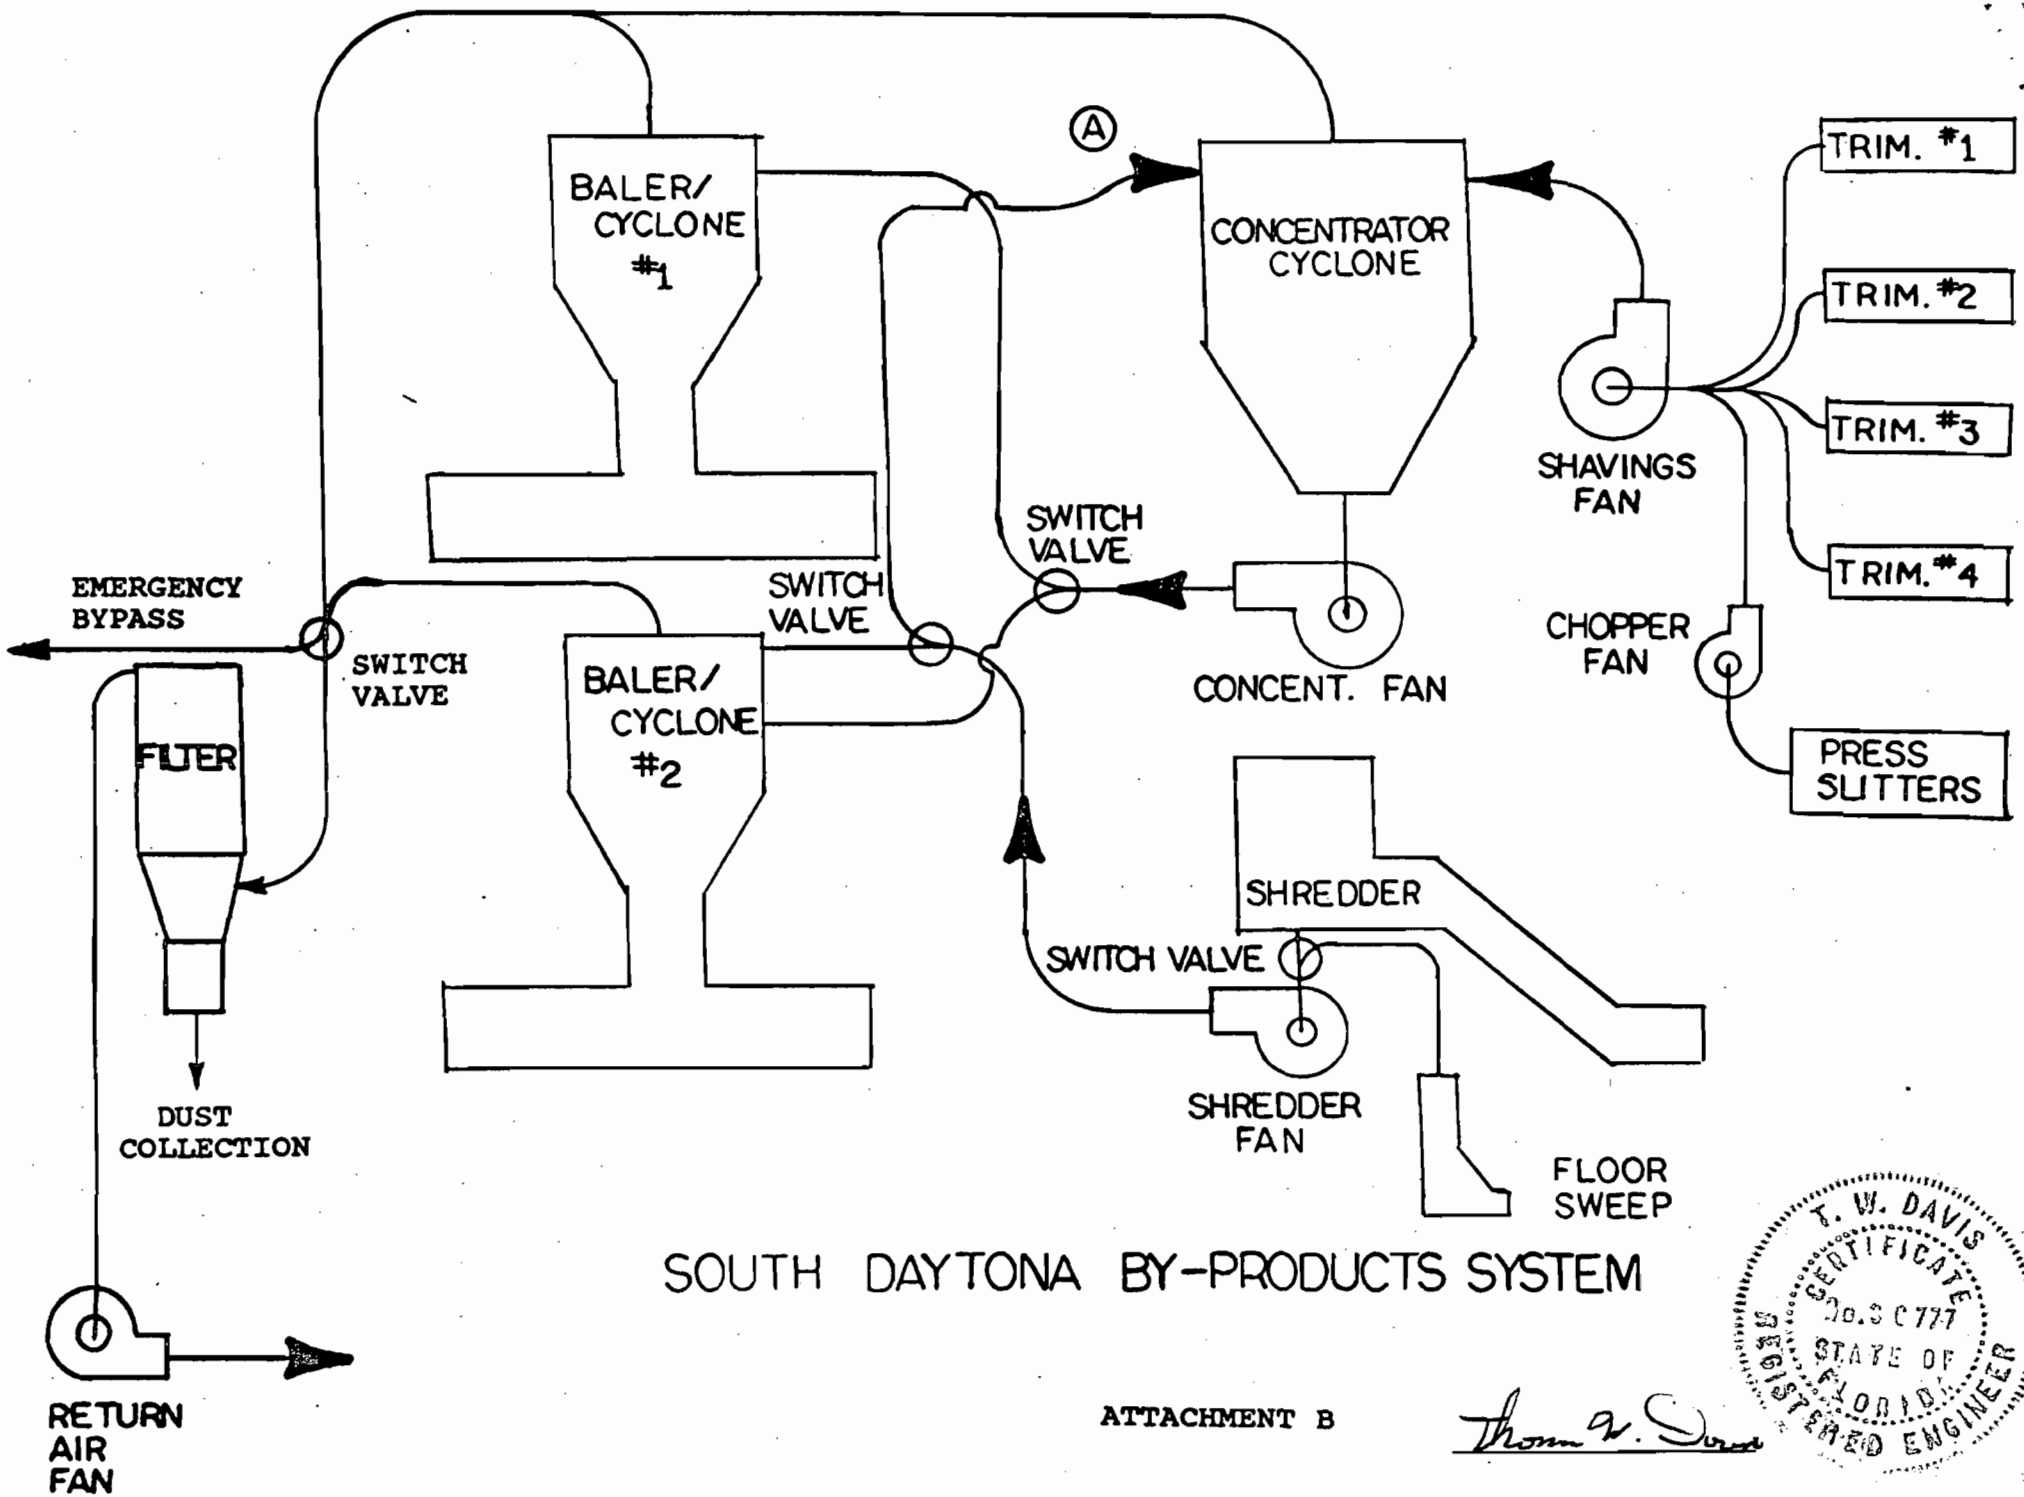 A
TRIM. #1
BALER/
CYCLONE
#1
CONCENTRATOR
CYCLONE
TRIM. #2
TRIM. #3
SHAVINGS
FAN
SWITCH
VALVE
TRIM. #4
EMERGENCY
BYPASS
SWITCH
VALVE
CHOPPER
FAN
SWITCH
VALVE
BALER/
CYCLONE
#2
CONCENT. FAN
FILTER
PRESS
SLITTERS
SHREDDER
SWITCH VALVE
DUST
COLLECTION
SHREDDER
FAN
FLOOR
SWEEP
SOUTH DAYTONA BY-PRODUCTS SYSTEM
RETURN
AIR
FAN
ATTACHMENT B
T. W. DAVIS
CERTIFICATE
777
STATE OF
FLORIDA
REGISTERED ENGINEER